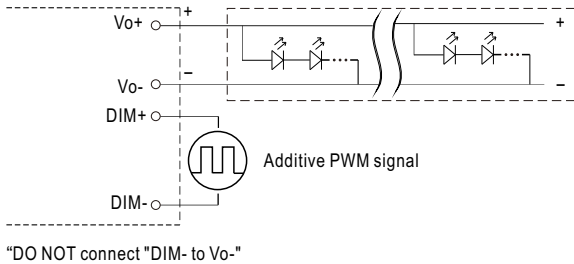 Vo+
+
+
Vo-
−
−
DIM+
Additive PWM signal
DIM-
“DO NOT connect "DIM- to Vo-"